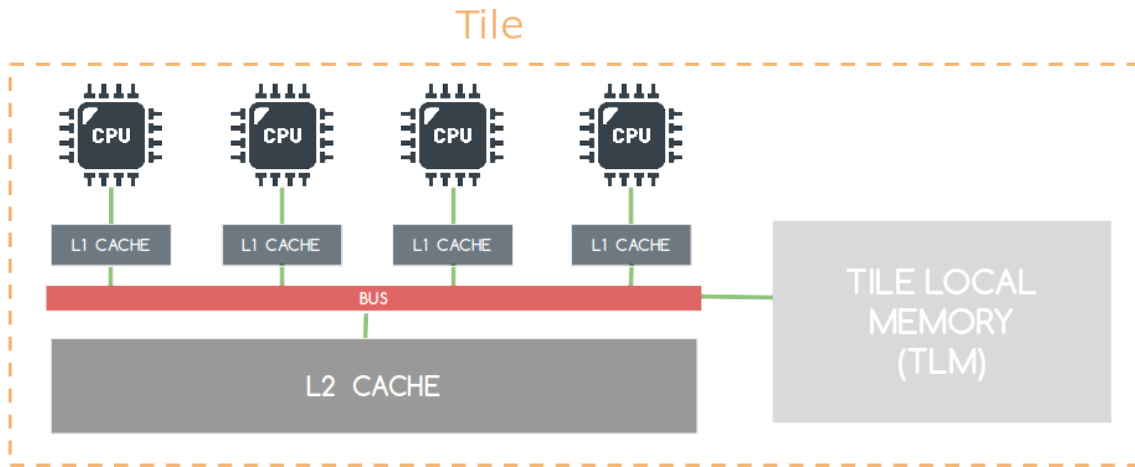 Tile
CPU
CPU
CPU
CPU
L1 CACHE
L1 CACHE
L1 CACHE
L1 CACHE
BUS
L2 CACHE
TILE LOCAL
MEMORY
(TLM)